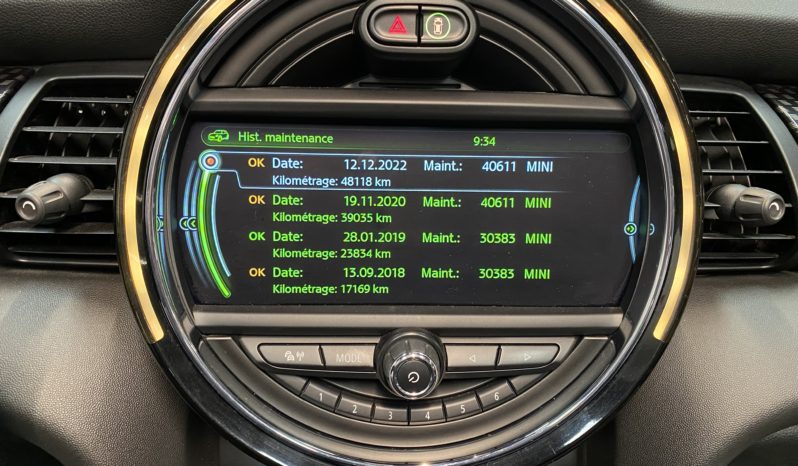 Hist. maintenance 9:34
OK Date: 12.12.2022 Maint.: 40611 MINI
Kilométrage: 48118 km
OK Date: 19.11.2020 Maint.: 40611 MINI
Kilométrage: 39035 km
OK Date: 28.01.2019 Maint.: 30383 MINI
Kilométrage: 23834 km
OK Date: 13.09.2018 Maint.: 30383 MINI
Kilométrage: 17169 km
MODE
1 2 3 4 5 6